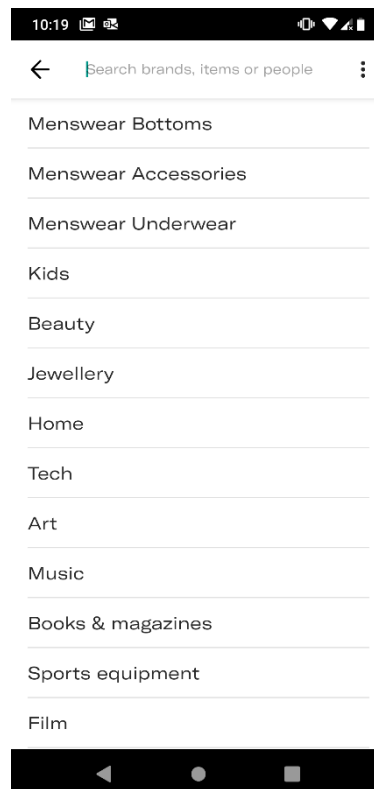 10:19
Search brands, items or people
Menswear Bottoms
Menswear Accessories
Menswear Underwear
Kids
Beauty
Jewellery
Home
Tech
Art
Music
Books & magazines
Sports equipment
Film